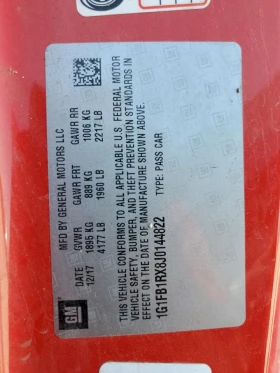 MFD BY GENERAL MOTORS LLC
DATE GVWR GAWR FRT GAWR RR
12/17 1895 KG 889 KG 1006 KG
4177 LB 1960 LB 2217 LB
THIS VEHICLE CONFORMS TO ALL APPLICABLE U.S. FEDERAL MOTOR
VEHICLE SAFETY, BUMPER, AND THEFT PREVENTION STANDARDS IN
EFFECT ON THE DATE OF MANUFACTURE SHOWN ABOVE.
1G1FB1RX8J0144822 TYPE: PASS CAR
GM